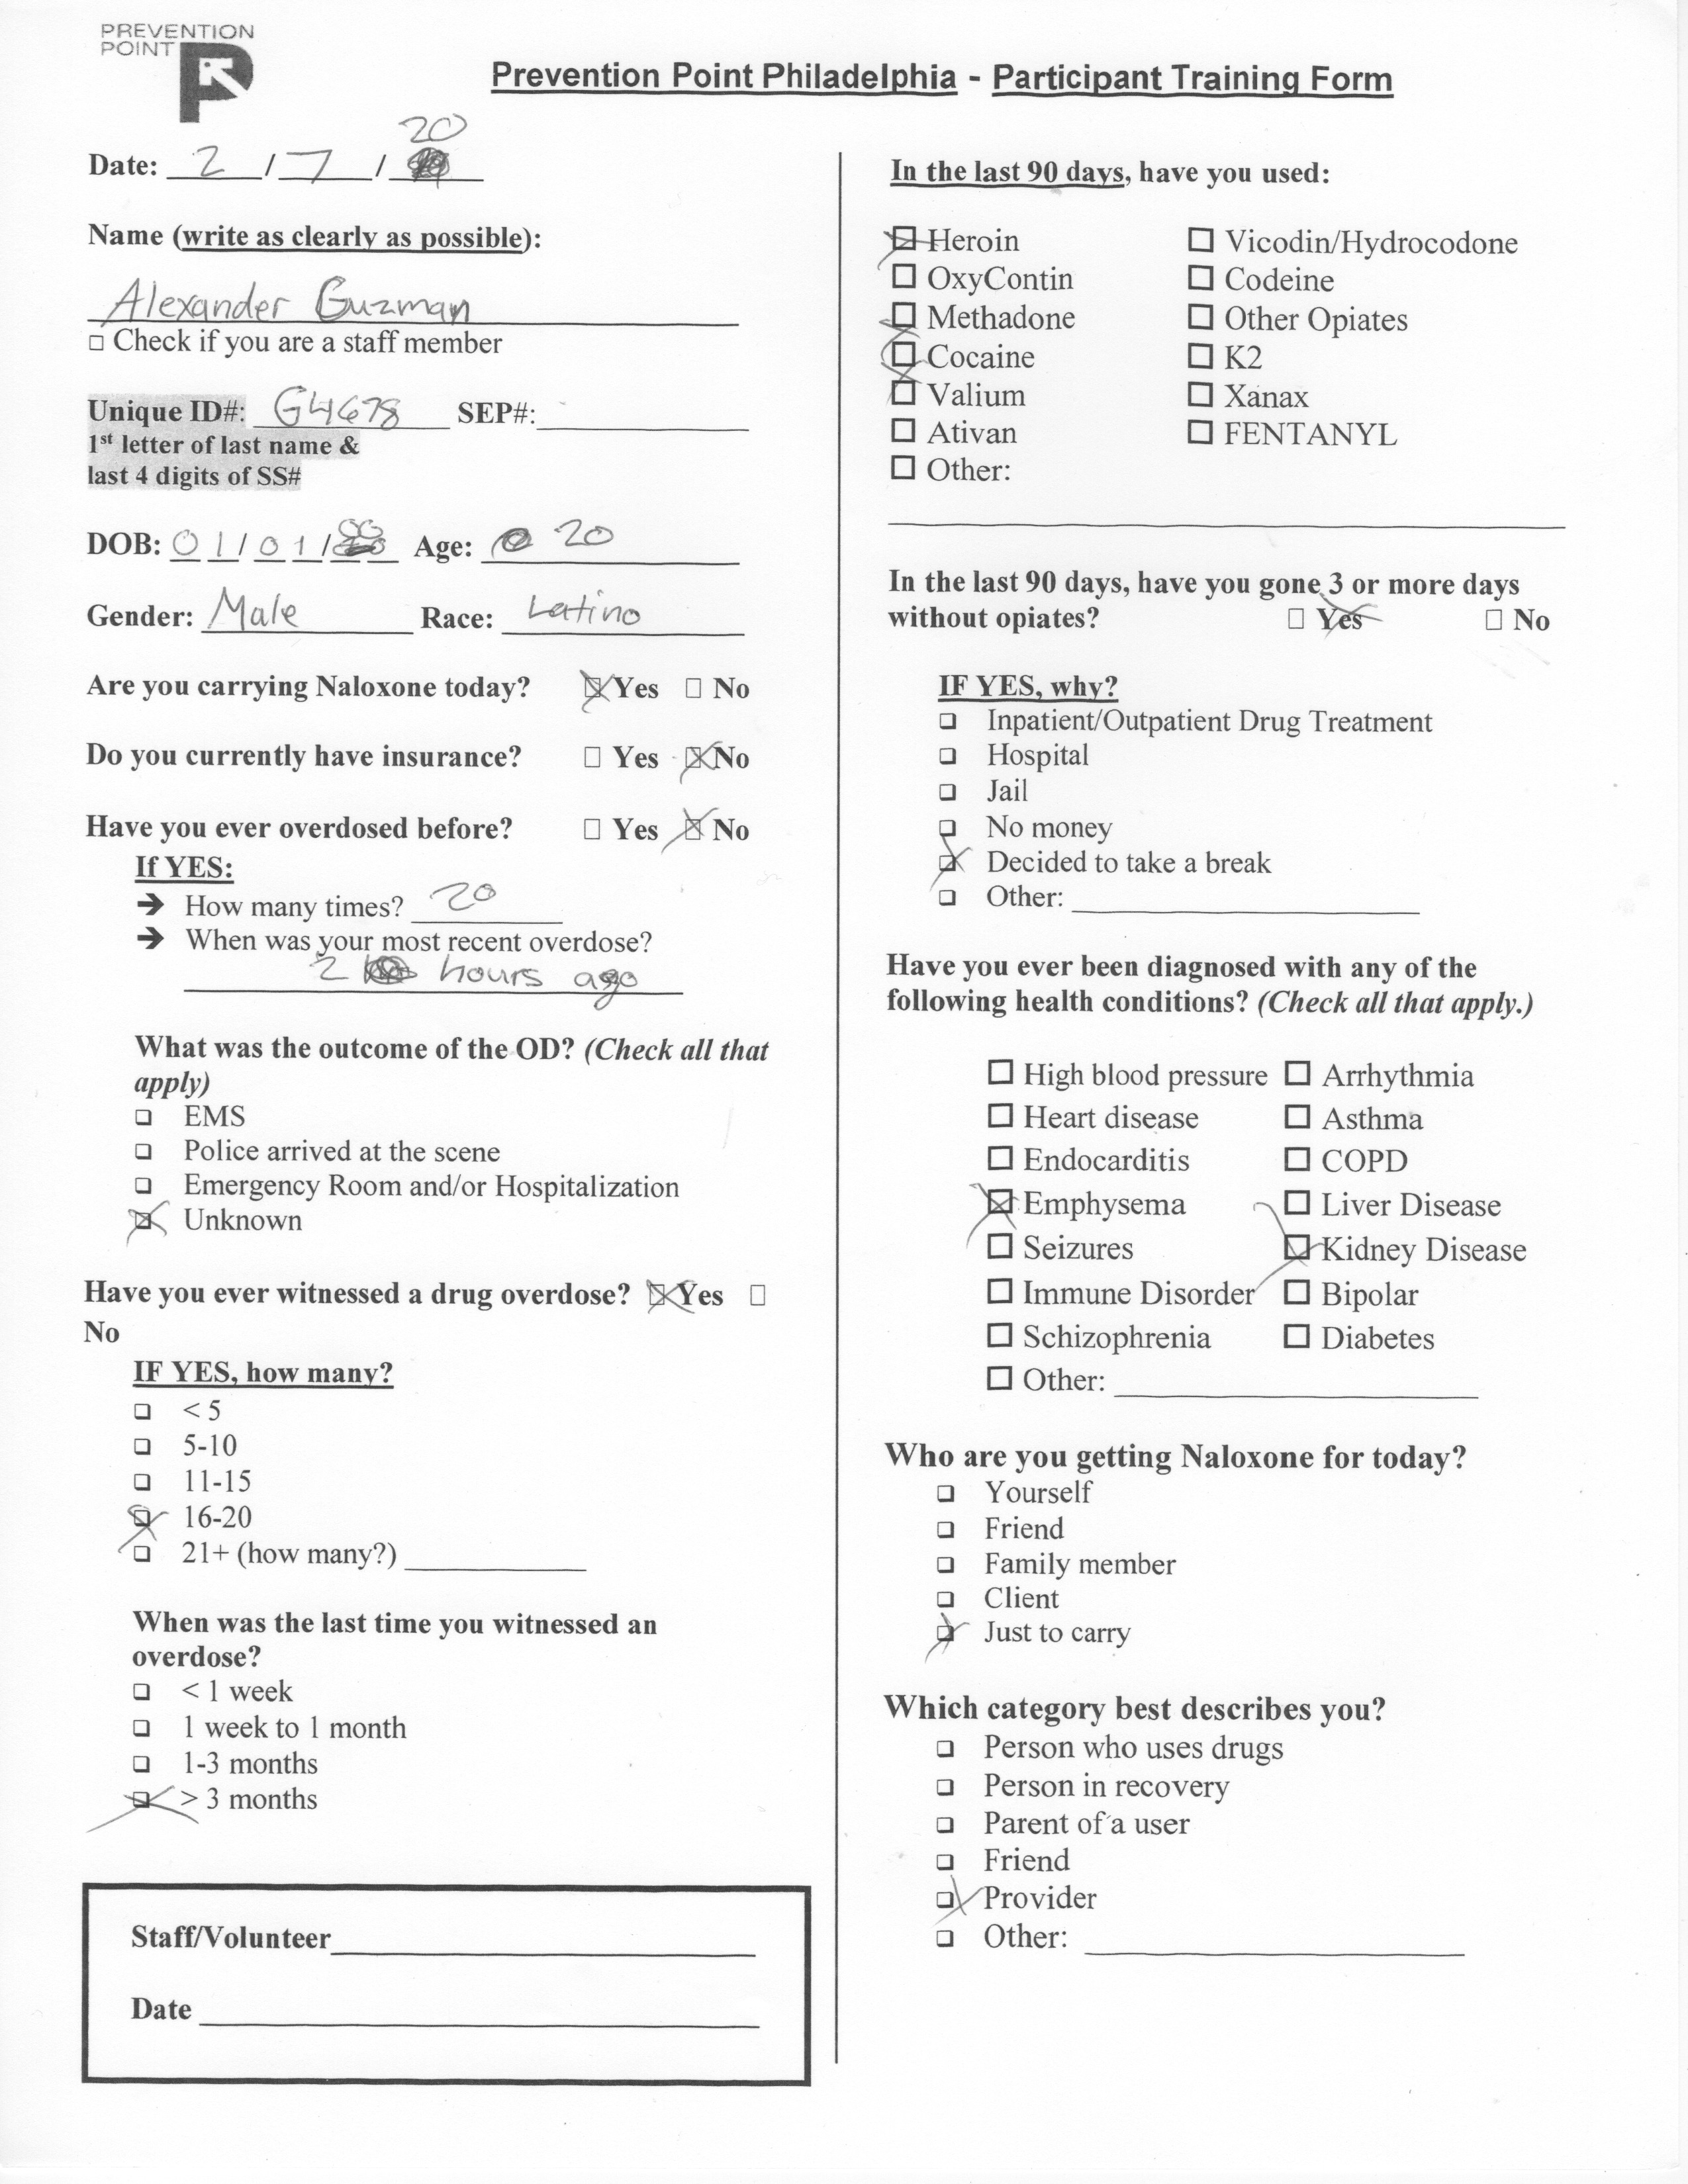 PREVENTION
POINT
Prevention Point Philadelphia - Participant Training Form
Date: 2 / 7 / 20
Name (write as clearly as possible):
Alexander Guzman
☐ Check if you are a staff member
Unique ID#: G4678 SEP#:
1st letter of last name &
last 4 digits of SS#
DOB: 01/01/00 Age: 20
Gender: Male Race: Latino
Are you carrying Naloxone today? ☒ Yes ☐ No
Do you currently have insurance? ☐ Yes ☒ No
Have you ever overdosed before? ☐ Yes ☒ No
If YES:
➔ How many times? 20
➔ When was your most recent overdose?
2 hours ago
What was the outcome of the OD? (Check all that
apply)
☐ EMS
☐ Police arrived at the scene
☐ Emergency Room and/or Hospitalization
☒ Unknown
Have you ever witnessed a drug overdose? ☒ Yes ☐
No
IF YES, how many?
☐ < 5
☐ 5-10
☐ 11-15
☒ 16-20
☐ 21+ (how many?)
When was the last time you witnessed an
overdose?
☐ < 1 week
☐ 1 week to 1 month
☐ 1-3 months
☒ > 3 months
Staff/Volunteer
Date
In the last 90 days, have you used:
☒ Heroin ☐ Vicodin/Hydrocodone
☐ OxyContin ☐ Codeine
☒ Methadone ☐ Other Opiates
☒ Cocaine ☐ K2
☐ Valium ☐ Xanax
☐ Ativan ☐ FENTANYL
☐ Other:
In the last 90 days, have you gone 3 or more days
without opiates? ☒ Yes ☐ No
IF YES, why?
☐ Inpatient/Outpatient Drug Treatment
☐ Hospital
☐ Jail
☐ No money
☒ Decided to take a break
☐ Other:
Have you ever been diagnosed with any of the
following health conditions? (Check all that apply.)
☐ High blood pressure ☐ Arrhythmia
☐ Heart disease ☐ Asthma
☐ Endocarditis ☐ COPD
☒ Emphysema ☐ Liver Disease
☐ Seizures ☒ Kidney Disease
☐ Immune Disorder ☐ Bipolar
☐ Schizophrenia ☐ Diabetes
☐ Other:
Who are you getting Naloxone for today?
☐ Yourself
☐ Friend
☐ Family member
☐ Client
☒ Just to carry
Which category best describes you?
☐ Person who uses drugs
☐ Person in recovery
☐ Parent of a user
☐ Friend
☒ Provider
☐ Other: